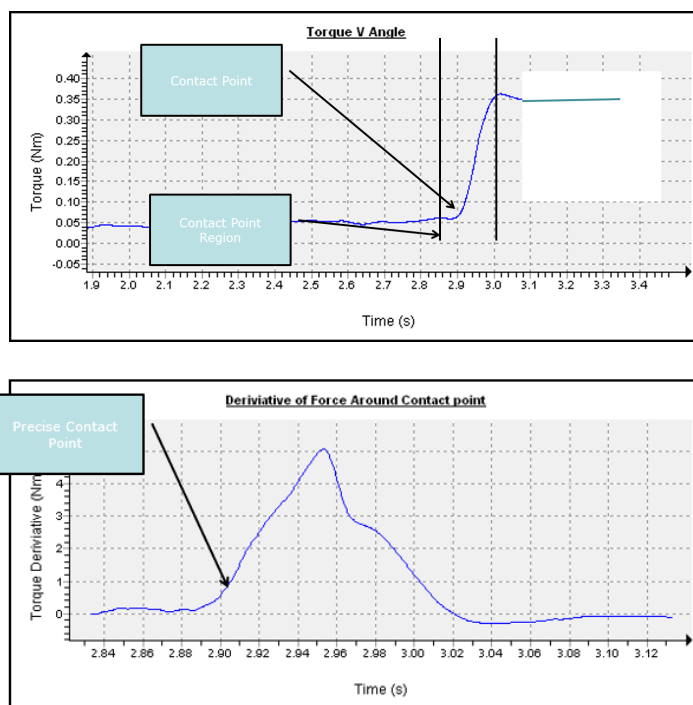 Torque V Angle
Contact Point
Contact Point
Region
Torque (Nm)
0.40
0.35
0.30
0.25
0.20
0.15
0.10
0.05
0.00
-0.05
1.9 2.0 2.1 2.2 2.3 2.4 2.5 2.6 2.7 2.8 2.9 3.0 3.1 3.2 3.3 3.4
Time (s)
Deriviative of Force Around Contact point
Precise Contact
Point
Torque Deriviative (Nm
4
3
2
1
0
2.84 2.86 2.88 2.90 2.92 2.94 2.96 2.98 3.00 3.02 3.04 3.06 3.08 3.10 3.12
Time (s)